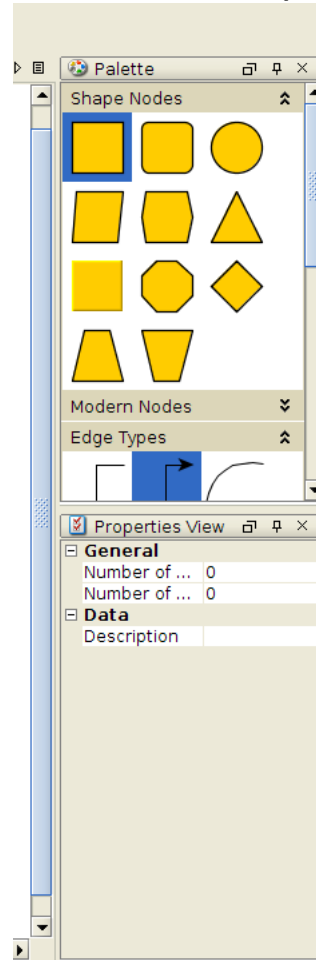 Palette
Shape Nodes
Modern Nodes
Edge Types
Properties View
General
Number of ... 0
Number of ... 0
Data
Description